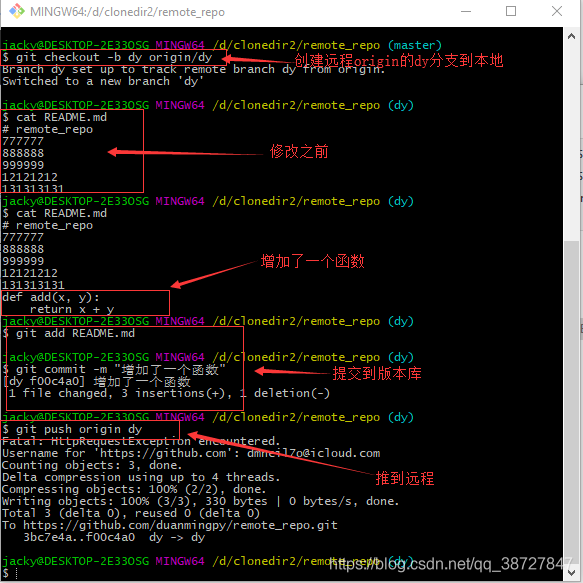 MINGW64:/d/clonedir2/remote_repo
jacky@DESKTOP-2E33OSG MINGW64 /d/clonedir2/remote_repo (master)
$ git checkout -b dy origin/dy
创建远程origin的dy分支到本地
Branch dy set up to track remote branch dy from origin.
Switched to a new branch 'dy'
jacky@DESKTOP-2E33OSG MINGW64 /d/clonedir2/remote_repo (dy)
$ cat README.md
# remote_repo
777777
888888
修改之前
999999
12121212
131313131
jacky@DESKTOP-2E33OSG MINGW64 /d/clonedir2/remote_repo (dy)
$ cat README.md
# remote_repo
777777
888888
999999
增加了一个函数
12121212
131313131
def add(x, y):
    return x + y
jacky@DESKTOP-2E33OSG MINGW64 /d/clonedir2/remote_repo (dy)
$ git add README.md
jacky@DESKTOP-2E33OSG MINGW64 /d/clonedir2/remote_repo (dy)
$ git commit -m "增加了一个函数"
提交到版本库
[dy f00c4a0] 增加了一个函数
1 file changed, 3 insertions(+), 1 deletion(-)
jacky@DESKTOP-2E33OSG MINGW64 /d/clonedir2/remote_repo (dy)
$ git push origin dy
Fatal: HttpRequestException encountered.
Username for 'https://github.com': dmneil7o@icloud.com
Counting objects: 3, done.
Delta compression using up to 4 threads.
推到远程
Compressing objects: 100% (2/2), done.
Writing objects: 100% (3/3), 330 bytes | 0 bytes/s, done.
Total 3 (delta 0), reused 0 (delta 0)
To https://github.com/duanmingpy/remote_repo.git
   3bc7e4a..f00c4a0  dy -> dy
jacky@DESKTOP-2E33OSG MINGW64 /d/clonedir2/remote_repo (dy)
$
https://blog.csdn.net/qq_38727847